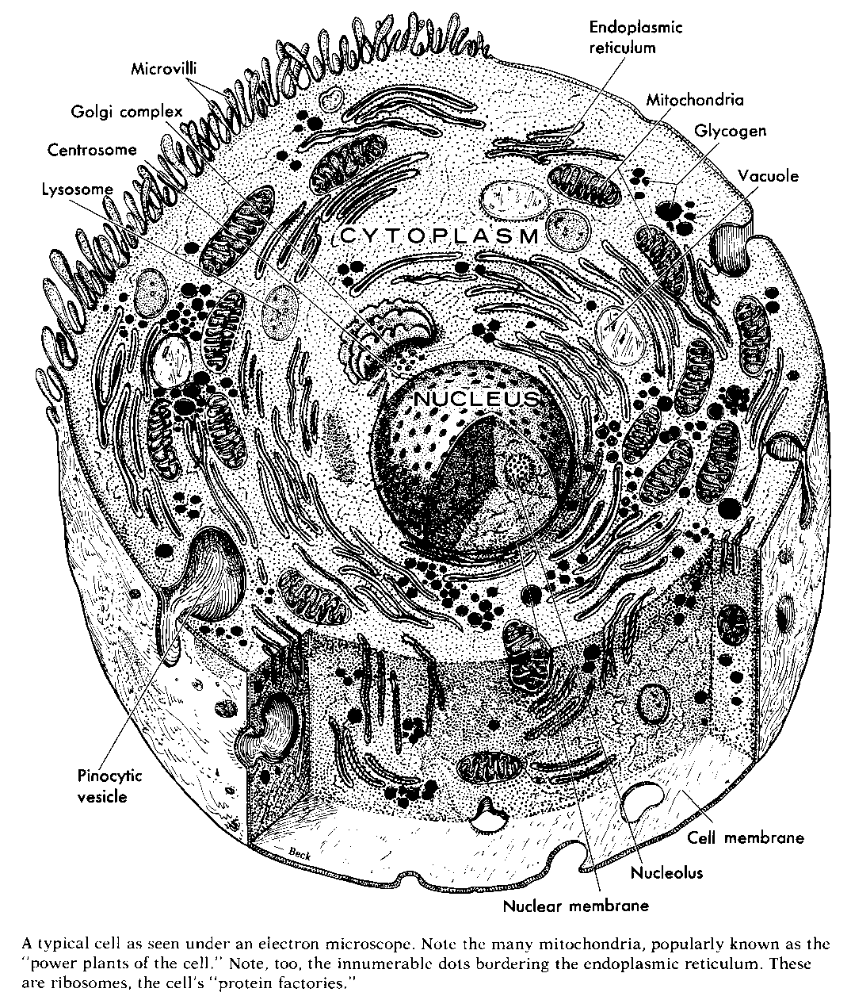 Endoplasmic
reticulum
Microvilli
Mitochondria
Golgi complex
Glycogen
Centrosome
Vacuole
Lysosome
CYTOPLASM
NUCLEUS
Pinocytic
vesicle
Cell membrane
Beck
Nucleolus
Nuclear membrane
A typical cell as seen under an electron microscope. Note the many mitochondria, popularly known as the
"power plants of the cell." Note, too, the innumerable dots bordering the endoplasmic reticulum. These
are ribosomes, the cell's "protein factories."